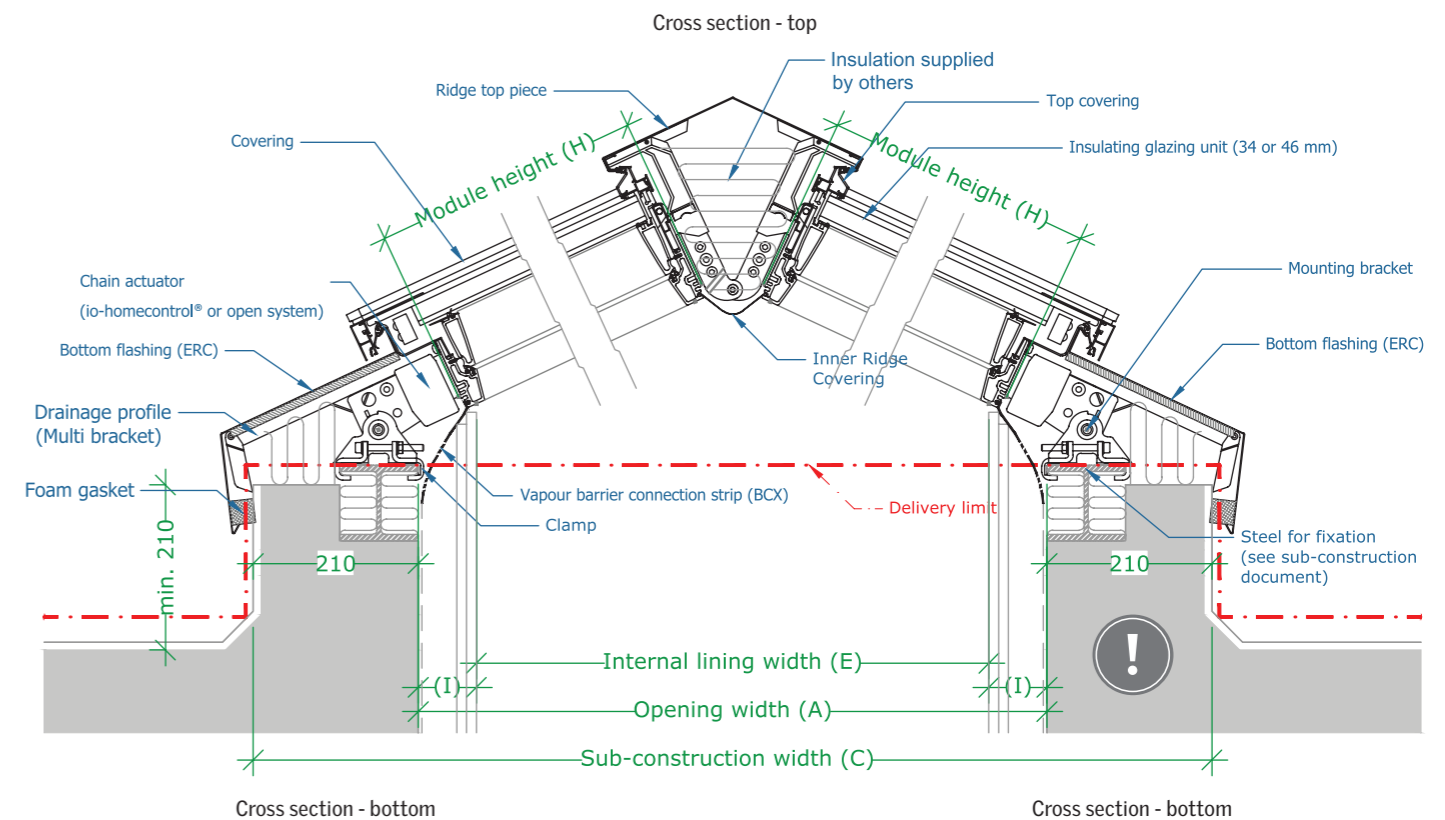 Cross section - top
Insulation supplied
by others
Ridge top piece
Top covering
Covering
Insulating glazing unit (34 or 46 mm)
Module height (H)
Module height (H)
Chain actuator
(io-homecontrol® or open system)
Mounting bracket
Bottom flashing (ERC)
Bottom flashing (ERC)
Inner Ridge
Covering
Drainage profile
(Multi bracket)
Foam gasket
Vapour barrier connection strip (BCX)
Clamp
Delivery limit
Steel for fixation
(see sub-construction
document)
min. 210
210
210
!
Internal lining width (E)
(I)
(I)
Opening width (A)
Sub-construction width (C)
Cross section - bottom
Cross section - bottom